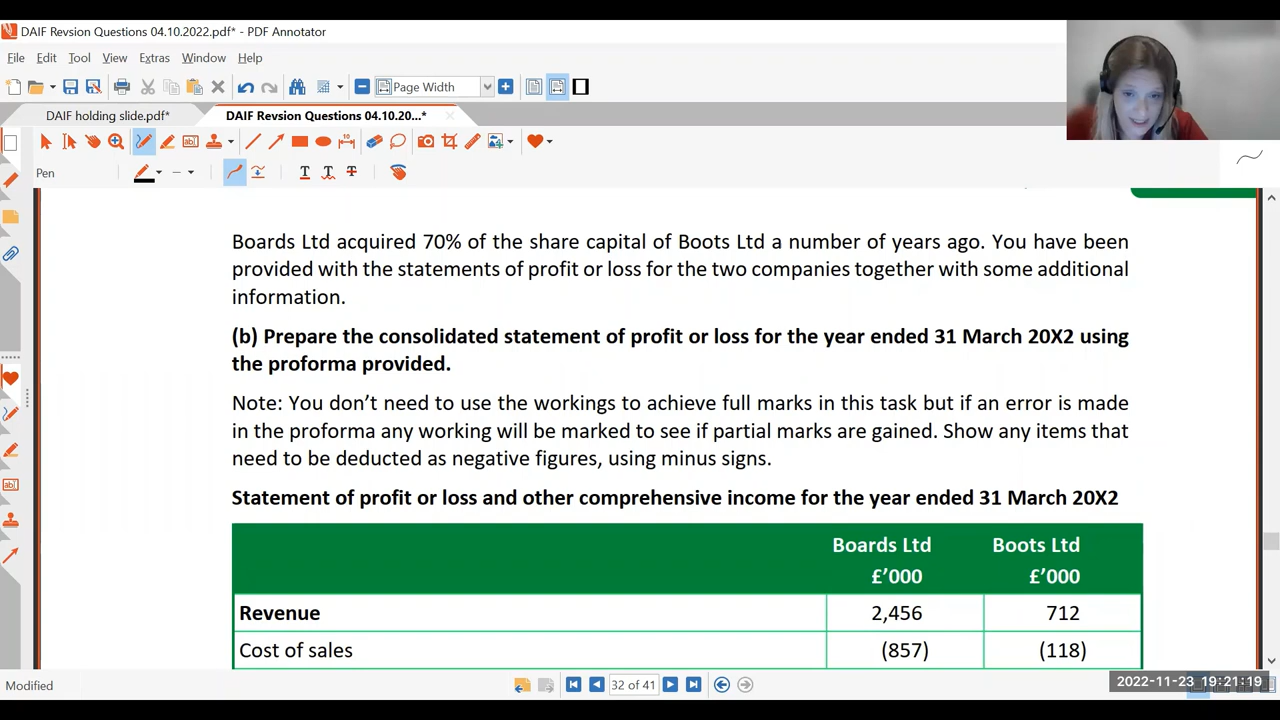 DAIF Revsion Questions 04.10.2022.pdf* - PDF Annotator
File Edit Tool View Extras Window Help
Page Width
DAIF holding slide.pdf*
DAIF Revsion Questions 04.10.20...*
Pen
Boards Ltd acquired 70% of the share capital of Boots Ltd a number of years ago. You have been
provided with the statements of profit or loss for the two companies together with some additional
information.
(b) Prepare the consolidated statement of profit or loss for the year ended 31 March 20X2 using
the proforma provided.
Note: You don’t need to use the workings to achieve full marks in this task but if an error is made
in the proforma any working will be marked to see if partial marks are gained. Show any items that
need to be deducted as negative figures, using minus signs.
Statement of profit or loss and other comprehensive income for the year ended 31 March 20X2
Boards Ltd Boots Ltd
£’000 £’000
Revenue 2,456 712
Cost of sales (857) (118)
Modified
32 of 41
2022-11-23 19:21:19